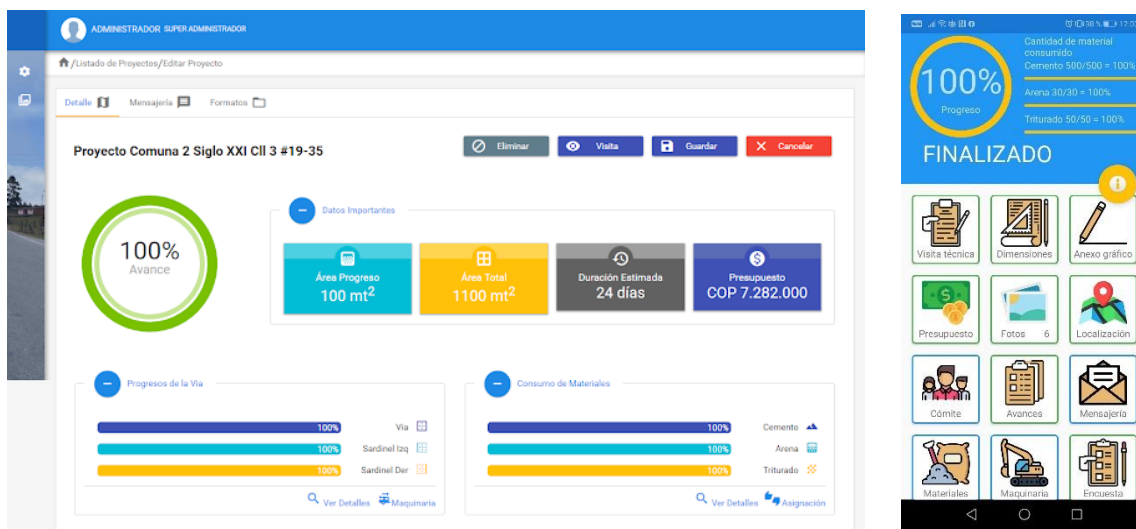 ADMINISTRADOR SUPER ADMINISTRADOR
/Listado de Proyectos/Editar Proyecto
Detalle Mensajería Formatos
Proyecto Comuna 2 Siglo XXI Cll 3 #19-35
Eliminar Visita Guardar Cancelar
100%
Avance
Datos Importantes
Área Progreso
100 mt2
Área Total
1100 mt2
Duración Estimada
24 días
Presupuesto
COP 7.282.000
Progresos de la Via
100% Via
100% Sardinel Izq
100% Sardinel Der
Ver Detalles Maquinaria
Consumo de Materiales
100% Cemento
100% Arena
100% Triturado
Ver Detalles Asignación
100%
Progreso
Cantidad de material
consumido
Cemento 500/500 = 100%
Arena 30/30 = 100%
Triturado 50/50 = 100%
FINALIZADO
Visita técnica Dimensiones Anexo gráfico
Presupuesto Fotos 6 Localización
Cómite Avances Mensajería
Materiales Maquinaria Encuesta